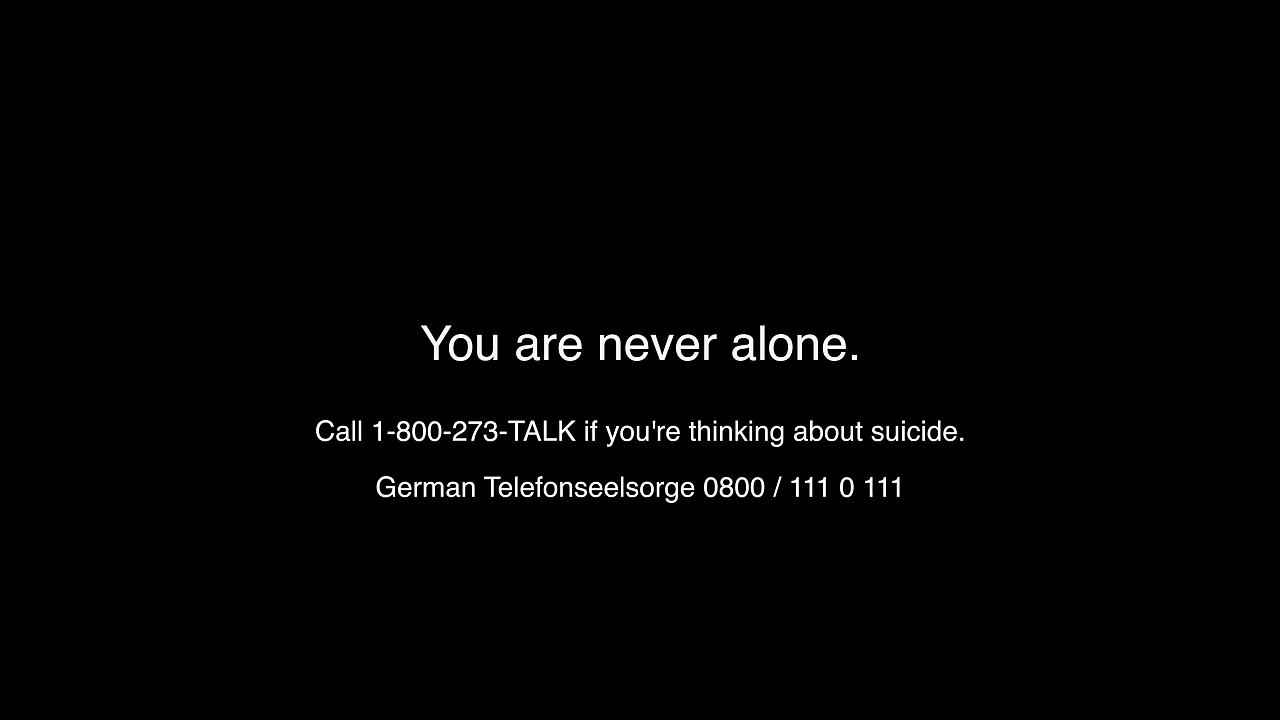 You are never alone.
Call 1-800-273-TALK if you're thinking about suicide.
German Telefonseelsorge 0800 / 111 0 111